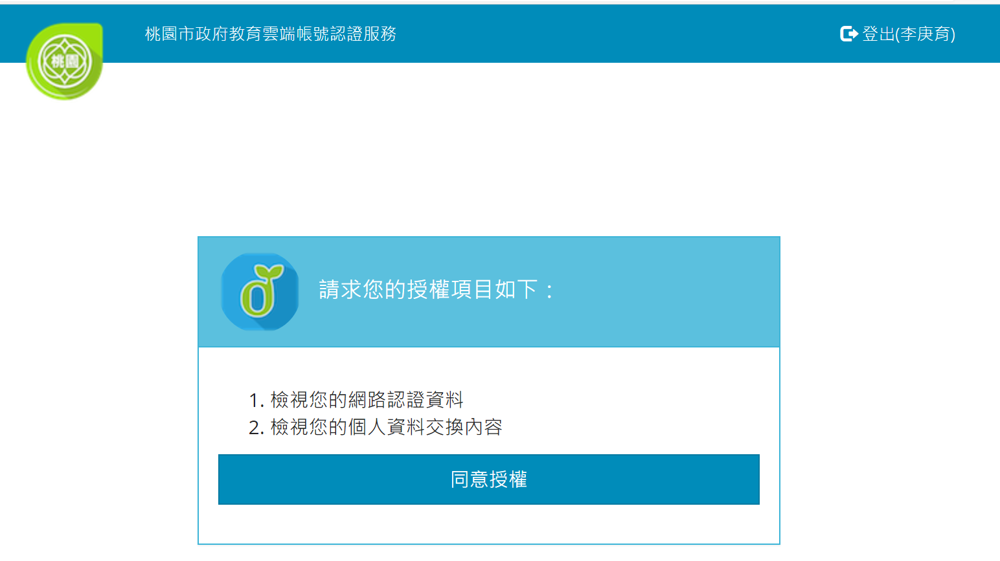 桃園市政府教育雲端帳號認證服務
登出(李庚育)
桃園
請求您的授權項目如下：
1. 檢視您的網路認證資料
2. 檢視您的個人資料交換內容
同意授權